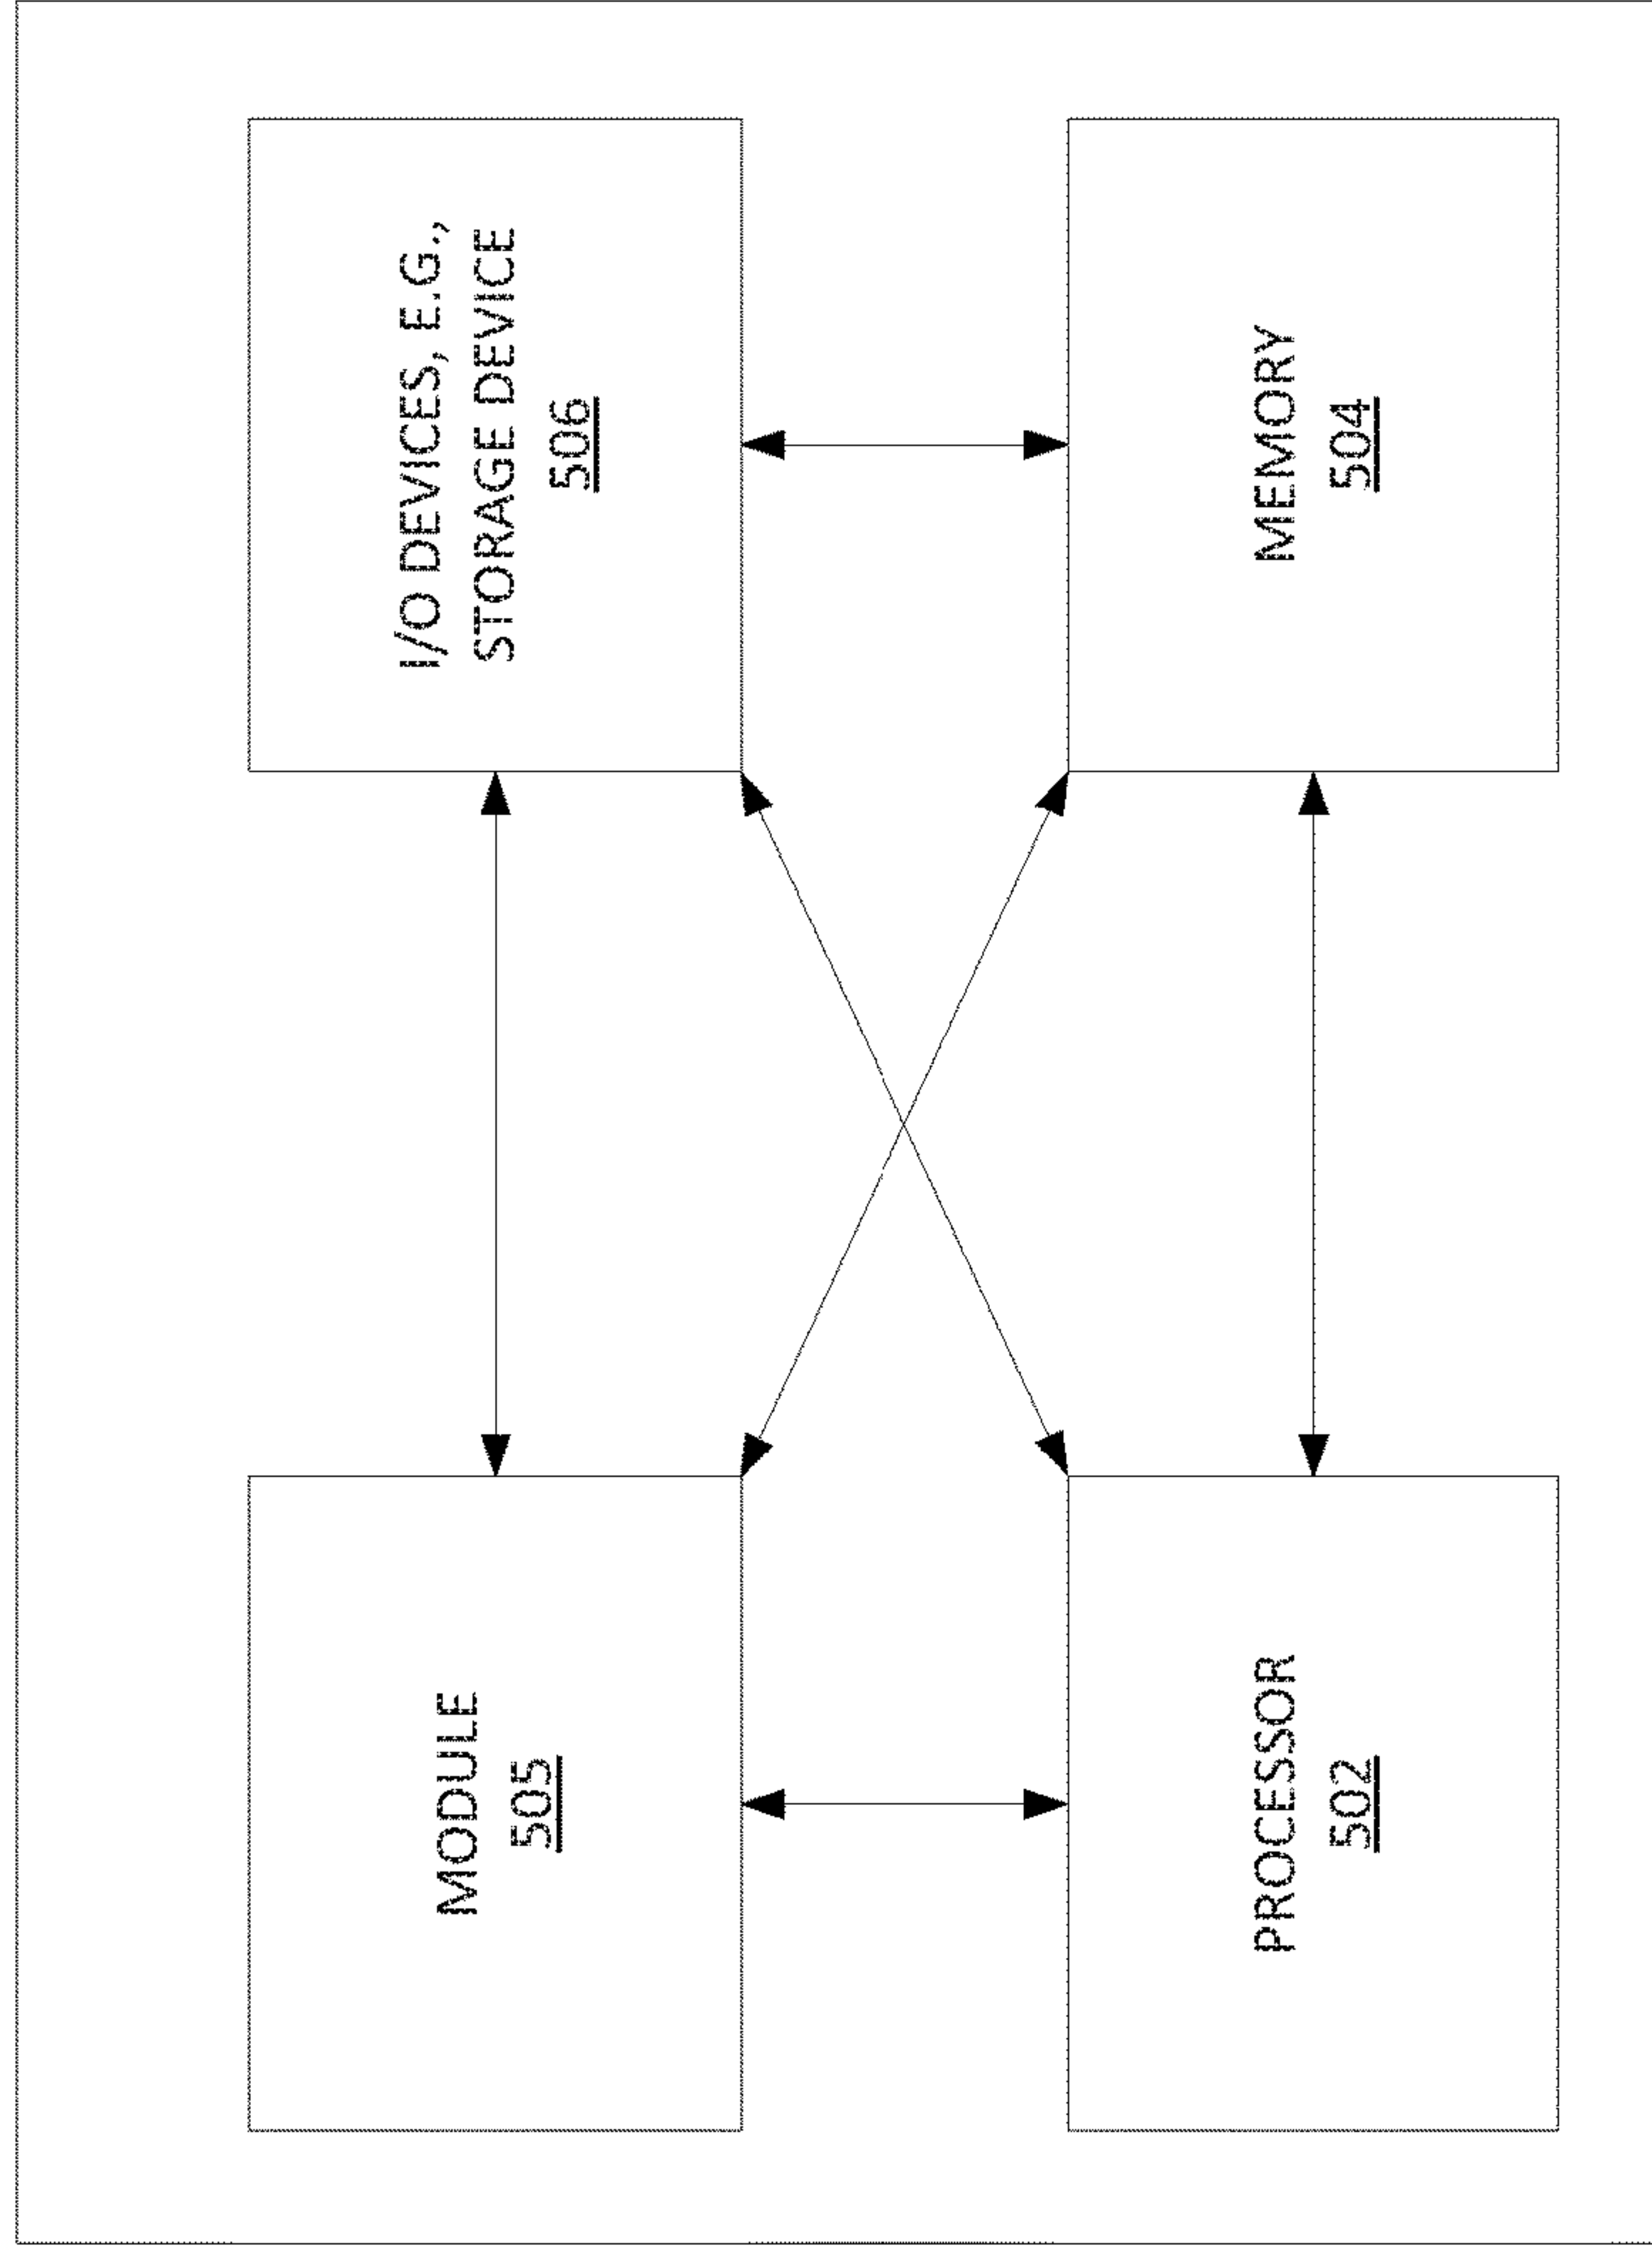 MODULE
505
I/O DEVICES, E.G.,
STORAGE DEVICE
506
PROCESSOR
502
MEMORY
504